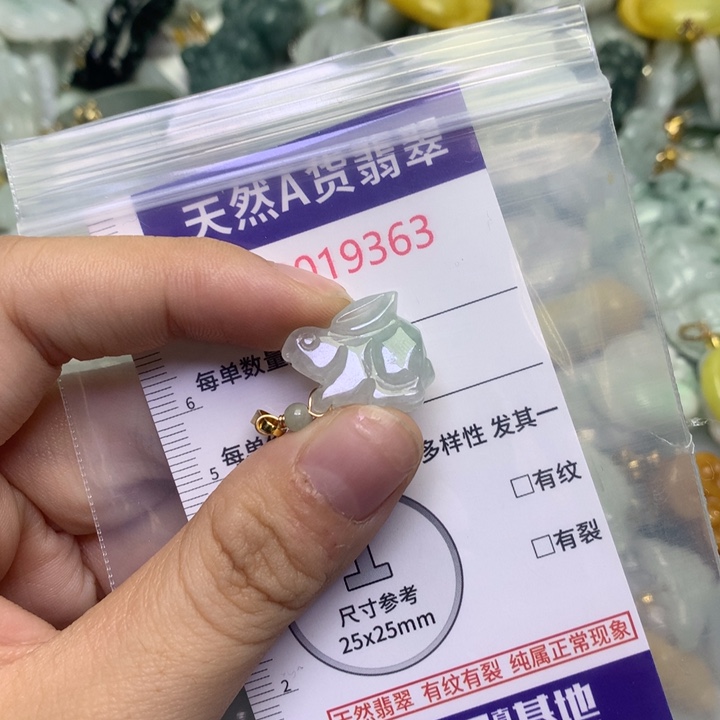 天然A货翡翠
019363
每单数量
6
每单
多样性 发其一
5
□有纹
□有裂
1
尺寸参考
25x25mm
天然翡翠 有纹有裂 纯属正常现象
2
基地